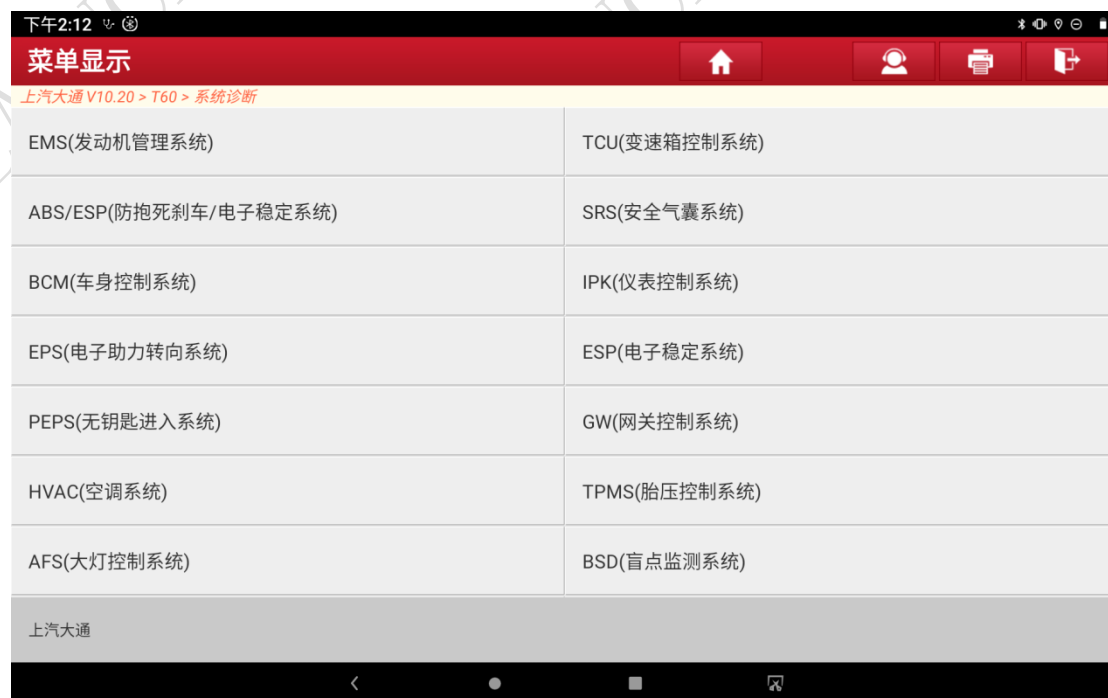 下午2:12
菜单显示
上汽大通 V10.20 > T60 > 系统诊断
EMS(发动机管理系统)
TCU(变速箱控制系统)
ABS/ESP(防抱死刹车/电子稳定系统)
SRS(安全气囊系统)
BCM(车身控制系统)
IPK(仪表控制系统)
EPS(电子助力转向系统)
ESP(电子稳定系统)
PEPS(无钥匙进入系统)
GW(网关控制系统)
HVAC(空调系统)
TPMS(胎压控制系统)
AFS(大灯控制系统)
BSD(盲点监测系统)
上汽大通